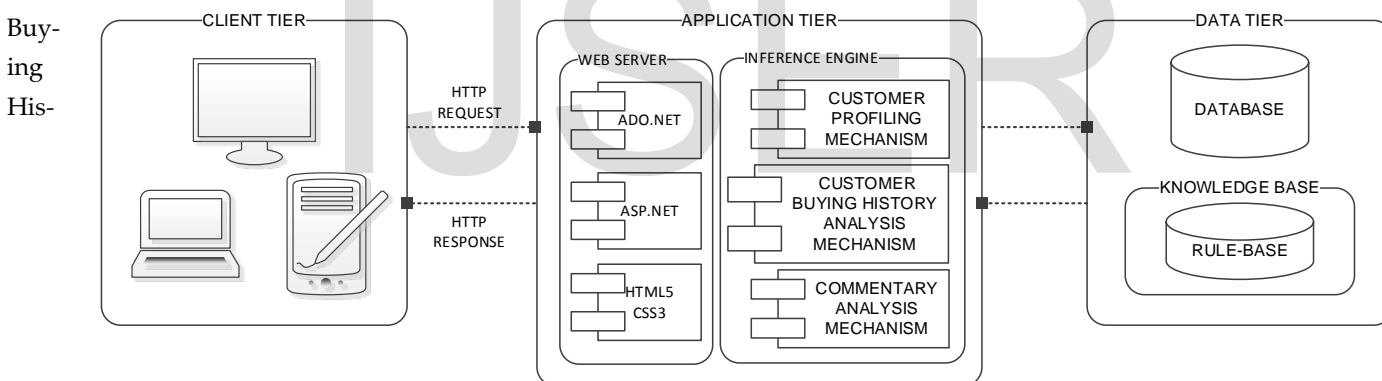 Buy-
ing
His-
CLIENT TIER
HTTP
REQUEST
HTTP
RESPONSE
APPLICATION TIER
WEB SERVER
ADO.NET
ASP.NET
HTML5
CSS3
INFERENCE ENGINE
CUSTOMER
PROFILING
MECHANISM
CUSTOMER
BUYING HISTORY
ANALYSIS
MECHANISM
COMMENTARY
ANALYSIS
MECHANISM
DATA TIER
DATABASE
KNOWLEDGE BASE
RULE-BASE
IJSER